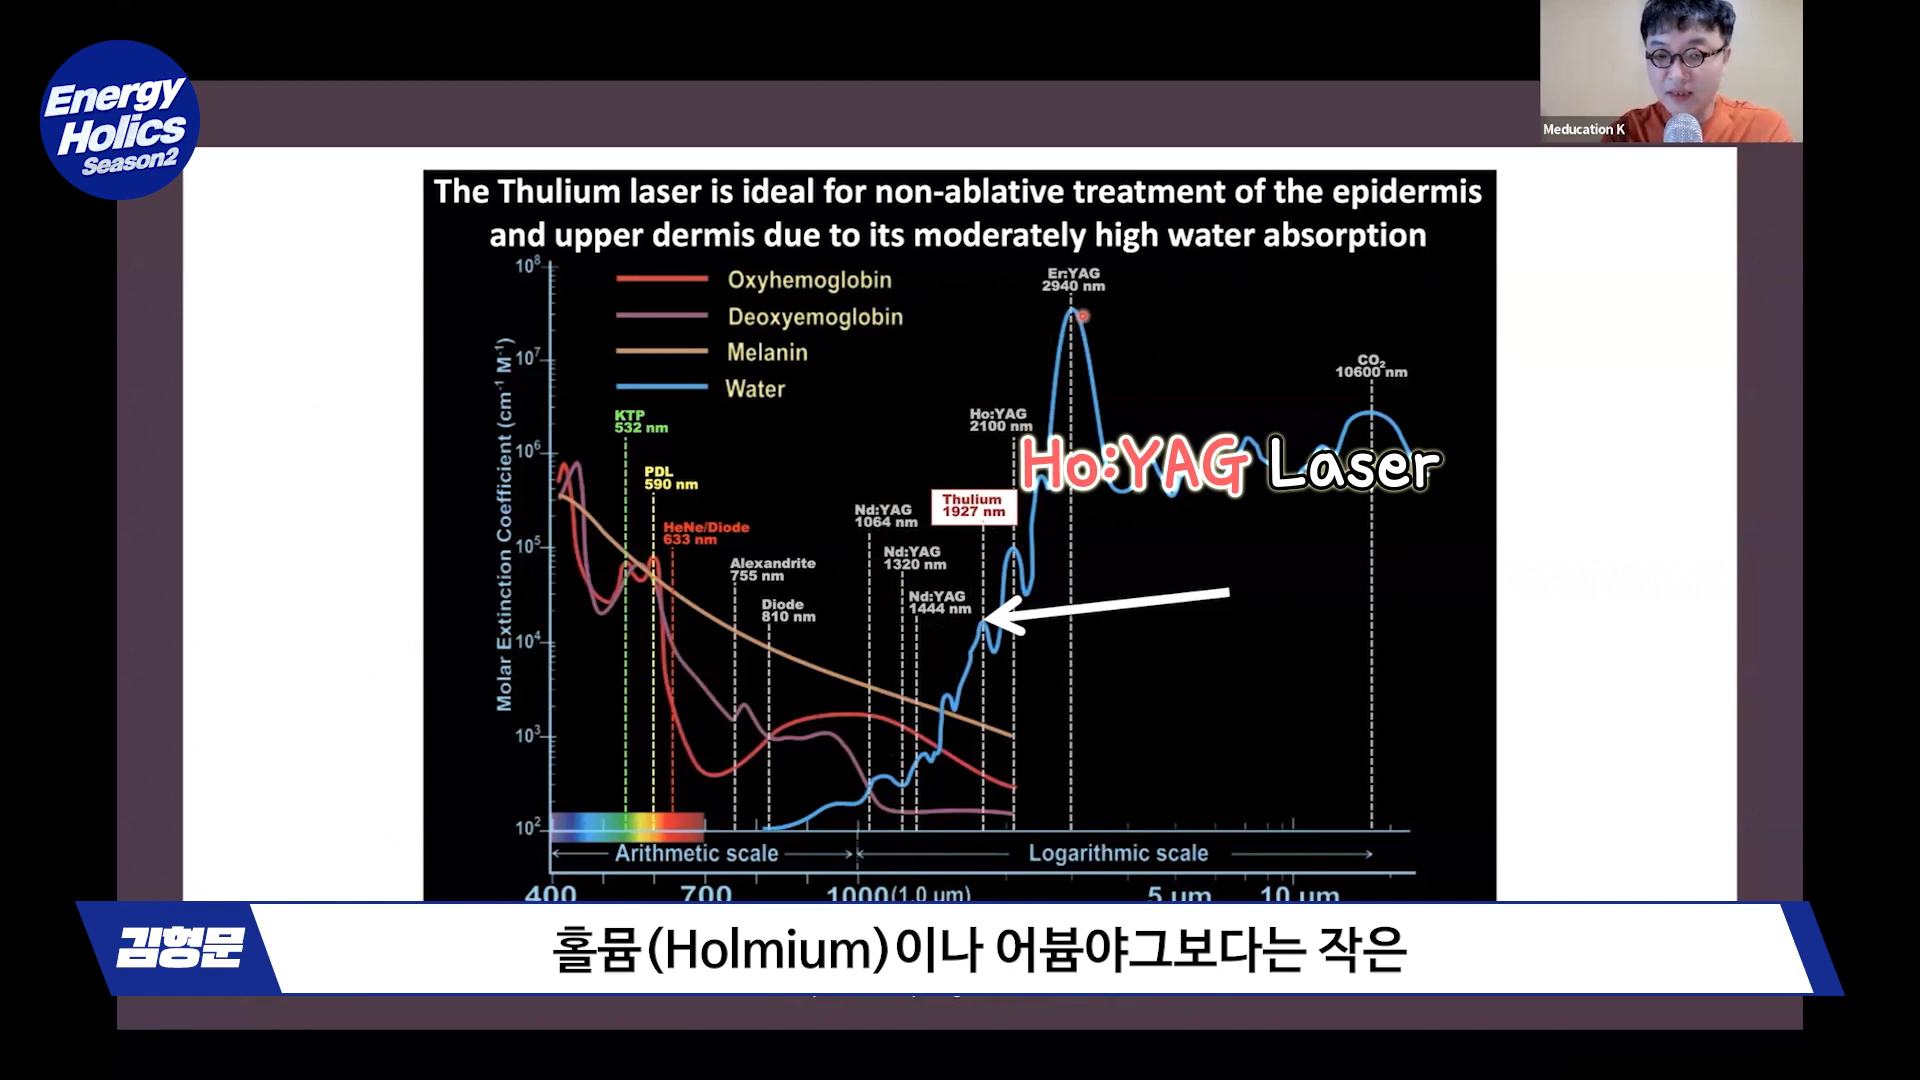 Energy
Holics
Season2
Meducation K
The Thulium laser is ideal for non-ablative treatment of the epidermis
and upper dermis due to its moderately high water absorption
Molar Extinction Coefficient (cm⁻¹ M⁻¹)
10⁸
10⁷
10⁶
10⁵
10⁴
10³
10²
Oxyhemoglobin
Deoxyemoglobin
Melanin
Water
KTP
532 nm
PDL
590 nm
HeNe/Diode
633 nm
Alexandrite
755 nm
Diode
810 nm
Nd:YAG
1064 nm
Nd:YAG
1320 nm
Nd:YAG
1444 nm
Thulium
1927 nm
Ho:YAG
2100 nm
Er:YAG
2940 nm
CO₂
10600 nm
Ho:YAG Laser
Arithmetic scale
Logarithmic scale
400 700 1000(1.0 um) 5 um 10 um
김형문
홀뮴(Holmium)이나 어븀야그보다는 작은